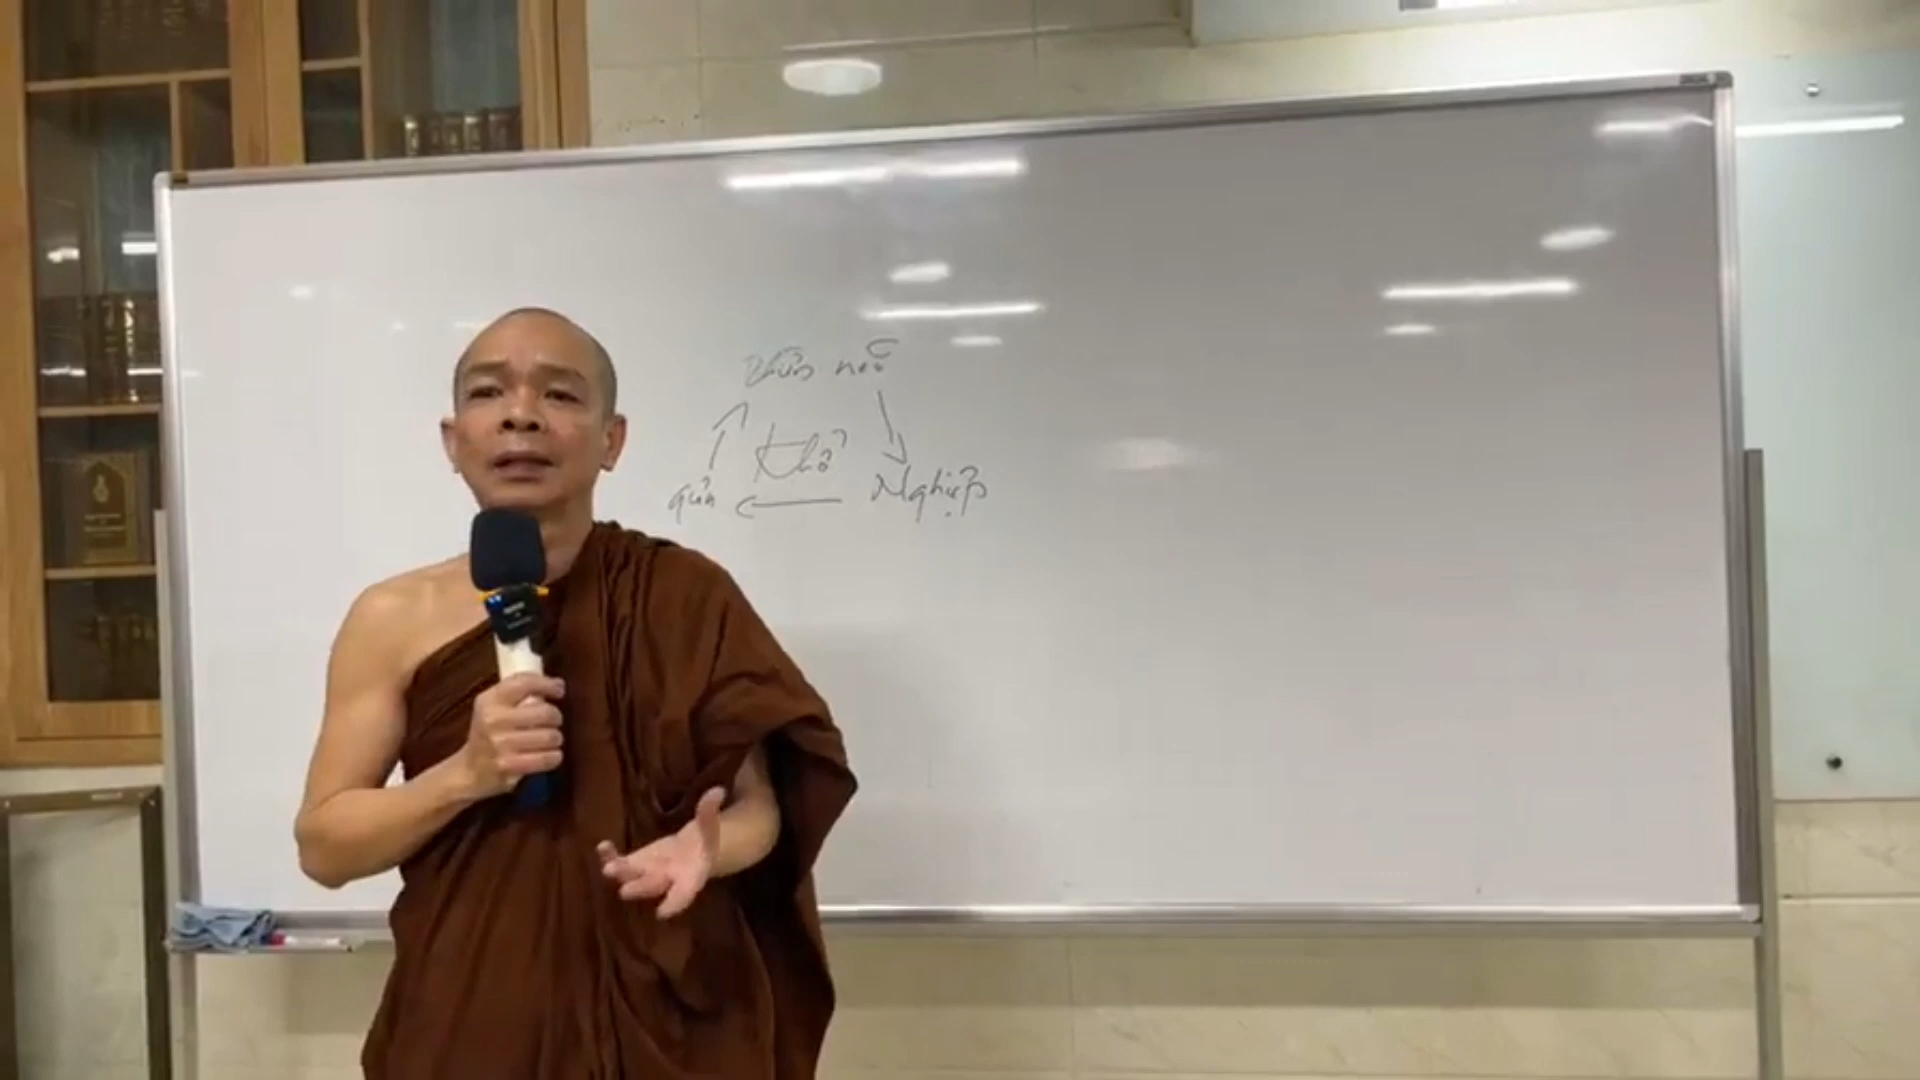 phiền não
Khổ
quả Nghiệp